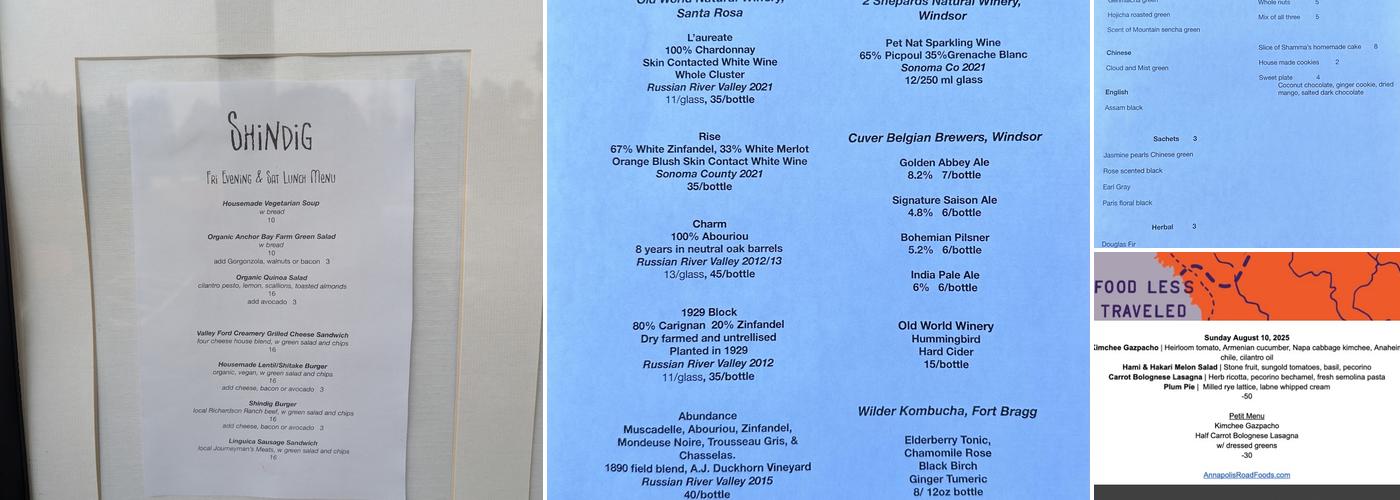 SHiNDiG
Fri Evening & Sat Lunch Menu
Housemade Vegetarian Soup
w bread
10
Organic Anchor Bay Farm Green Salad
w bread
10
add Gorgonzola, walnuts or bacon 3
Organic Quinoa Salad
cilantro pesto, lemon, scallions, toasted almonds
16
add avocado 3
Valley Ford Creamery Grilled Cheese Sandwich
four cheese house blend, w green salad and chips
16
Housemade Lentil/Shitake Burger
organic, vegan, w green salad and chips
16
add cheese, bacon or avocado 3
Shindig Burger
local Richardson Ranch beef, w green salad and chips
16
add cheese, bacon or avocado 3
Linguica Sausage Sandwich
local Journeyman's Meats, w green salad and chips
16
Old World Natural Winery,
Santa Rosa
L'aureate
100% Chardonnay
Skin Contacted White Wine
Whole Cluster
Russian River Valley 2021
11/glass, 35/bottle
Rise
67% White Zinfandel, 33% White Merlot
Orange Blush Skin Contact White Wine
Sonoma County 2021
35/bottle
Charm
100% Abouriou
8 years in neutral oak barrels
Russian River Valley 2012/13
13/glass, 45/bottle
1929 Block
80% Carignan 20% Zinfandel
Dry farmed and untrellised
Planted in 1929
Russian River Valley 2012
11/glass, 35/bottle
Abundance
Muscadelle, Abouriou, Zinfandel,
Mondeuse Noire, Trousseau Gris, &
Chasselas.
1890 field blend, A.J. Duckhorn Vineyard
Russian River Valley 2015
40/bottle
2 Shepards Natural Winery,
Windsor
Pet Nat Sparkling Wine
65% Picpoul 35%Grenache Blanc
Sonoma Co 2021
12/250 ml glass
Cuver Belgian Brewers, Windsor
Golden Abbey Ale
8.2% 7/bottle
Signature Saison Ale
4.8% 6/bottle
Bohemian Pilsner
5.2% 6/bottle
India Pale Ale
6% 6/bottle
Old World Winery
Hummingbird
Hard Cider
15/bottle
Wilder Kombucha, Fort Bragg
Elderberry Tonic,
Chamomile Rose
Black Birch
Ginger Tumeric
8/ 12oz bottle
Genmaicha green
Hojicha roasted green
Scent of Mountain sencha green
Chinese
Cloud and Mist green
English
Assam black
Sachets 3
Jasmine pearls Chinese green
Rose scented black
Earl Gray
Paris floral black
Herbal 3
Douglas Fir
Whole nuts 5
Mix of all three 5
Slice of Shamma's homemade cake 8
House made cookies 2
Sweet plate 4
Coconut chocolate, ginger cookie, dried
mango, salted dark chocolate
FOOD LESS
TRAVELED
Sunday August 10, 2025
Kimchee Gazpacho | Heirloom tomato, Armenian cucumber, Napa cabbage kimchee, Anaheim
chile, cilantro oil
Hami & Hakari Melon Salad | Stone fruit, sungold tomatoes, basil, pecorino
Carrot Bolognese Lasagna | Herb ricotta, pecorino bechamel, fresh semolina pasta
Plum Pie | Milled rye lattice, labne whipped cream
-50
Petit Menu
Kimchee Gazpacho
Half Carrot Bolognese Lasagna
w/ dressed greens
-30
AnnapolisRoadFoods.com